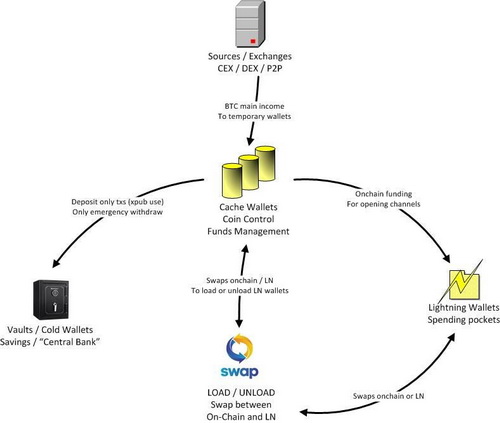 Sources / Exchanges
CEX / DEX / P2P
BTC main income
To temporary wallets
Cache Wallets
Coin Control
Funds Management
Deposit only txs (xpub use)
Only emergency withdraw
Onchain funding
For opening channels
Swaps onchain / LN
To load or unload LN wallets
Vaults / Cold Wallets
Savings / "Central Bank"
Lightning Wallets
Spending pockets
swap
LOAD / UNLOAD
Swap between
On-Chain and LN
Swaps onchain or LN